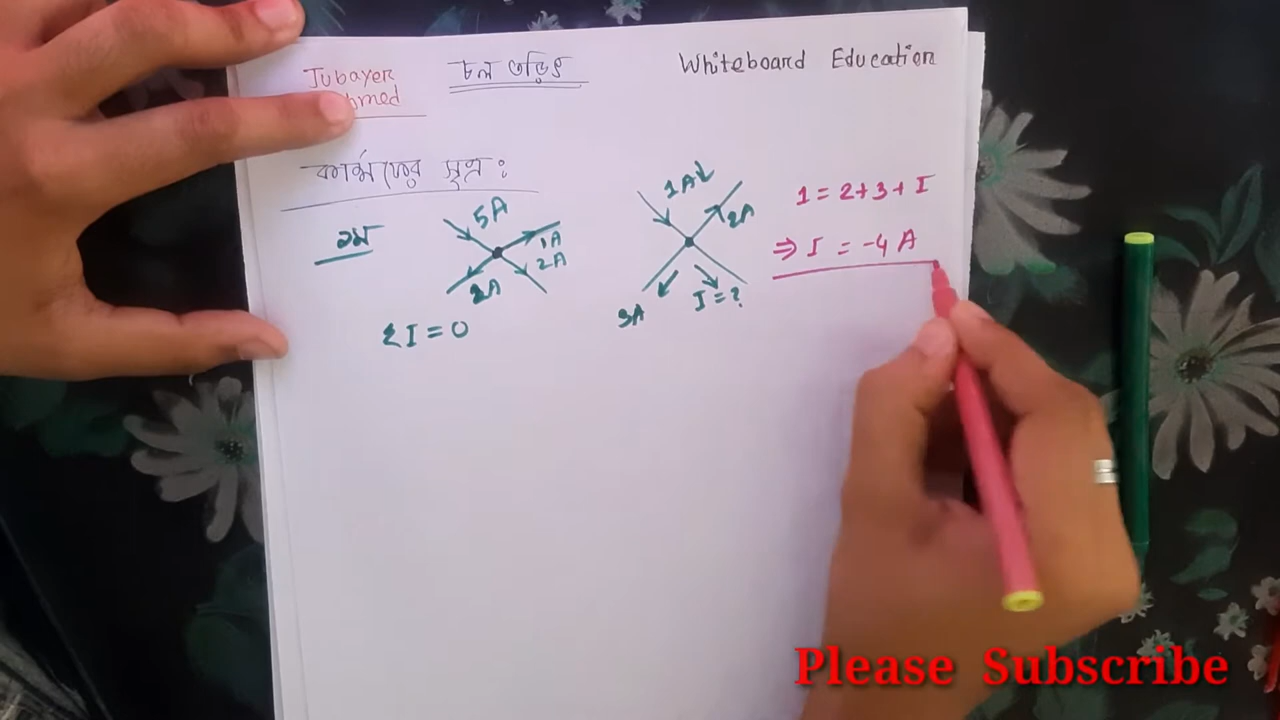 Jubayer
চল তড়িৎ
Whiteboard Education
কার্শফের সূত্র :
১ম
5A
1A
2A
2A
ΣI = 0
1A↓
2A
3A
I = ?
1 = 2+3+I
⇒ I = -4 A
Please Subscribe